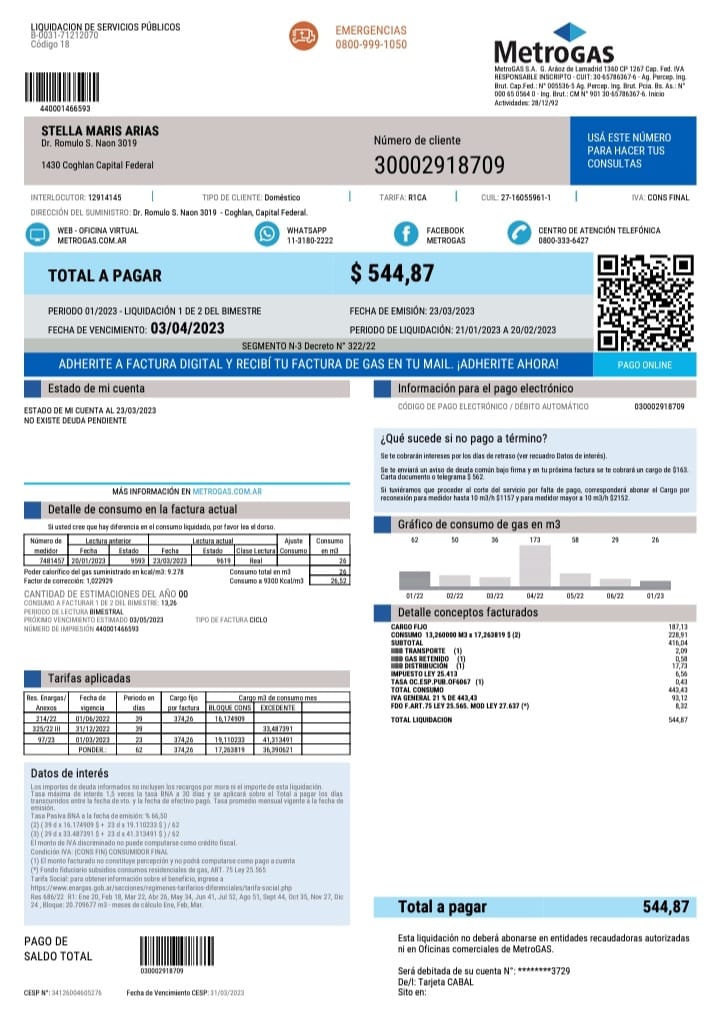 LIQUIDACION DE SERVICIOS PÚBLICOS
B-0031-71212070
Código 18
EMERGENCIAS
0800-999-1050
MetroGAS
MetroGAS S.A. G. Aráoz de Lamadrid 1360 CP 1267 Cap. Fed. IVA
RESPONSABLE INSCRIPTO - CUIT: 30-65786367-6 - Ag. Percep. Ing.
Brut. Cap.Fed.: N° 005536-5 Ag. Percep. Ing. Brut. Pcia. Bs. As.: N°
000 65 0564 0 - Ing. Brut.: CM N° 901 30-65786367-6. Inicio
Actividades: 28/12/92
440001466593
STELLA MARIS ARIAS
Dr. Romulo S. Naon 3019
1430 Coghlan Capital Federal
Número de cliente
30002918709
USÁ ESTE NÚMERO
PARA HACER TUS
CONSULTAS
INTERLOCUTOR: 12914145 TIPO DE CLIENTE: Doméstico TARIFA: R1CA CUIL: 27-16055961-1 IVA: CONS FINAL
DIRECCIÓN DEL SUMINISTRO: Dr. Romulo S. Naon 3019 - Coghlan, Capital Federal.
WEB - OFICINA VIRTUAL
METROGAS.COM.AR
WHATSAPP
11-3180-2222
FACEBOOK
METROGAS
CENTRO DE ATENCIÓN TELEFÓNICA
0800-333-6427
TOTAL A PAGAR $ 544,87
PERIODO 01/2023 - LIQUIDACIÓN 1 DE 2 DEL BIMESTRE FECHA DE EMISIÓN: 23/03/2023
FECHA DE VENCIMIENTO: 03/04/2023 PERIODO DE LIQUIDACIÓN: 21/01/2023 A 20/02/2023
SEGMENTO N-3 Decreto N° 322/22
ADHERITE A FACTURA DIGITAL Y RECIBÍ TU FACTURA DE GAS EN TU MAIL. ¡ADHERITE AHORA!
PAGO ONLINE
Estado de mi cuenta
ESTADO DE MI CUENTA AL 23/03/2023
NO EXISTE DEUDA PENDIENTE
MÁS INFORMACIÓN EN METROGAS.COM.AR
Información para el pago electrónico
CÓDIGO DE PAGO ELECTRÓNICO / DÉBITO AUTOMÁTICO 030002918709
¿Qué sucede si no pago a término?
Se te cobrarán intereses por los días de retraso (ver recuadro Datos de interés).
Se te enviará un aviso de deuda común bajo firma y en tu próxima factura se te cobrará un cargo de $163.
Carta documento o telegrama $ 562.
Si tuviéramos que proceder al corte del servicio por falta de pago, corresponderá abonar el Cargo por
reconexión para medidor hasta 10 m3/h $1157 y para medidor mayor a 10 m3/h $2152.
Detalle de consumo en la factura actual
Si usted cree que hay diferencia en el consumo liquidado, por favor lea el dorso.
Número de medidor Lectura anterior Lectura actual Ajuste Consumo
Fecha Estado Fecha Estado Clase Lectura Consumo en m3
7481457 20/01/2023 9593 23/03/2023 9619 Real 26
Poder calorífico del gas suministrado en kcal/m3: 9.278 Consumo total en m3 26
Factor de corrección: 1,022929 Consumo a 9300 Kcal/m3 26,52
CANTIDAD DE ESTIMACIONES DEL AÑO 00
CONSUMO A FACTURAR 1 DE 2 DEL BIMESTRE: 13,26
PERIODO DE LECTURA BIMESTRAL
PRÓXIMO VENCIMIENTO ESTIMADO 03/05/2023 TIPO DE FACTURA CICLO
NÚMERO DE IMPRESIÓN 440001466593
Gráfico de consumo de gas en m3
62 50 36 173 58 29 26
01/22 02/22 03/22 04/22 05/22 06/22 01/23
Detalle conceptos facturados
CARGO FIJO 187,13
CONSUMO 13,260000 M3 x 17,263819 $ (2) 228,91
SUBTOTAL 416,04
TRANSPORTE (1) 2,09
GAS RETENIDO (1) 0,58
DISTRIBUCIÓN (1) 17,73
IMPUESTO LEY 25.413 6,56
TASA OC.ESP.PUB.OF6067 (1) 0,43
TOTAL CONSUMO 443,43
IVA GENERAL 21 % DE 443,43 93,12
FDO F.ART.75 LEY 25.565. MOD LEY 27.637 (*) 8,32
TOTAL LIQUIDACION 544,87
Tarifas aplicadas
Res. Enargas/ Anexos Fecha de vigencia Periodo en días Cargo fijo por factura Cargo m3 de consumo mes
BLOQUE CONS EXCEDENTE
214/22 01/06/2022 39 374,26 16,174909
325/22 III 31/12/2022 39 33,487391
97/23 01/03/2023 23 374,26 19,110233 41,313491
PONDER.: 62 374,26 17,263819 36,390621
Datos de interés
Los importes de deuda informados no incluyen los recargos por mora ni el importe de esta liquidación.
Tasa máxima de interés 1,5 veces la tasa BNA a 30 días y se aplicará sobre el Total a pagar los días
transcurridos entre la fecha de vto. y la fecha de efectivo pago. Tasa promedio mensual vigente a la fecha de
emisión.
Tasa Pasiva BNA a la fecha de emisión: % 66,50
(2) ( 39 d x 16.174909 $ + 23 d x 19.110233 $ ) / 62
(3) ( 39 d x 33.487391 $ + 23 d x 41.313491 $ ) / 62
El monto de IVA discriminado no puede computarse como crédito fiscal.
Condición IVA: (CONS FIN) CONSUMIDOR FINAL
(1) El monto facturado no constituye percepción y no podrá computarse como pago a cuenta
(*) Fondo fiduciario subsidios consumos residenciales de gas, ART. 75 Ley 25.565
Tarifa Social: para obtener información sobre el beneficio, ingrese a
https://www.enargas.gob.ar/secciones/regimenes-tarifarios-diferenciales/tarifa-social.php
Res 686/22 R1: Ene 20, Feb 18, Mar 22, Abr 26, May 34, Jun 41, Jul 52, Ago 51, Sept 44, Oct 35, Nov 27, Dic
24 , Bloque: 20.709677 m3 - meses de cálculo Ene, Feb, Mar.
Total a pagar 544,87
PAGO DE
SALDO TOTAL
030002918709
Esta liquidación no deberá abonarse en entidades recaudadoras autorizadas
ni en Oficinas comerciales de MetroGAS.
Será debitada de su cuenta N°: ********3729
De/l: Tarjeta CABAL
Sito en:
CESP N°: 34126004605276 Fecha de Vencimiento CESP: 31/03/2023